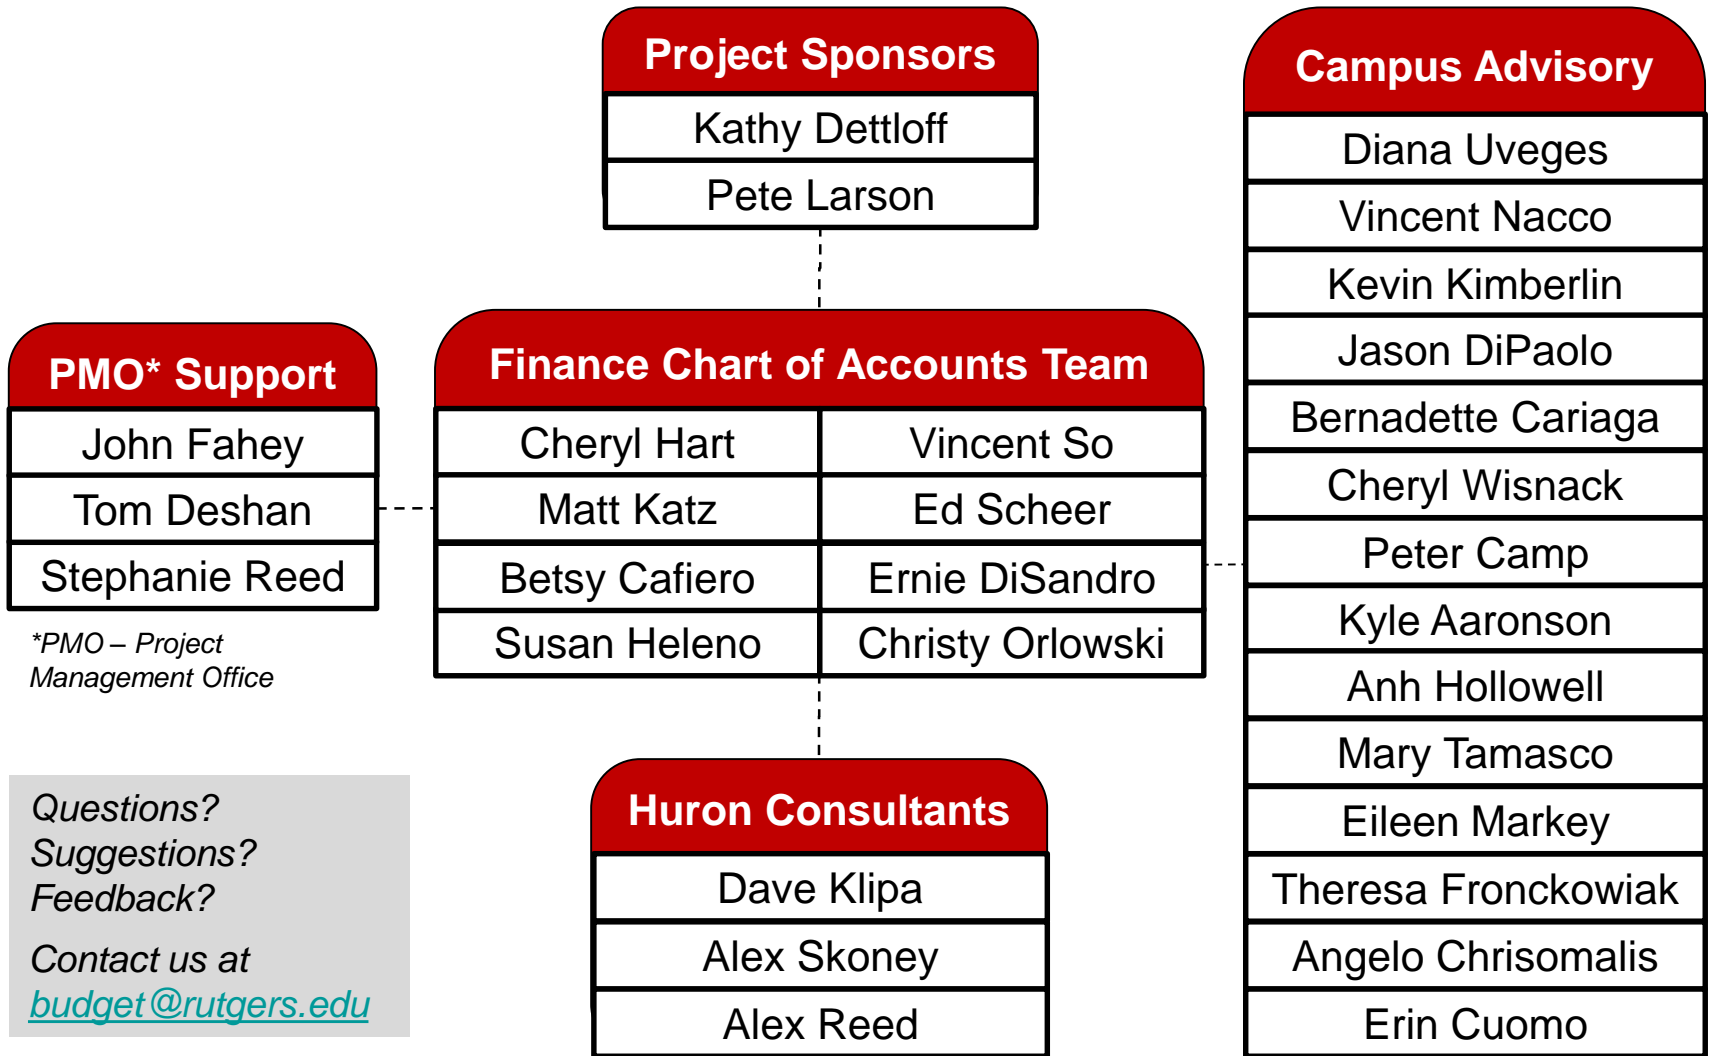 Project Sponsors
Kathy Dettloff
Pete Larson
Campus Advisory
Diana Uveges
Vincent Nacco
Kevin Kimberlin
Jason DiPaolo
Bernadette Cariaga
Cheryl Wisnack
Peter Camp
Kyle Aaronson
Anh Hollowell
Mary Tamasco
Eileen Markey
Theresa Fronckowiak
Angelo Chrisomalis
Erin Cuomo
PMO* Support
John Fahey
Tom Deshan
Stephanie Reed
*PMO – Project
Management Office
Finance Chart of Accounts Team
Cheryl Hart
Vincent So
Matt Katz
Ed Scheer
Betsy Cafiero
Ernie DiSandro
Susan Heleno
Christy Orlowski
Huron Consultants
Dave Klipa
Alex Skoney
Alex Reed
Questions?
Suggestions?
Feedback?
Contact us at
budget@rutgers.edu